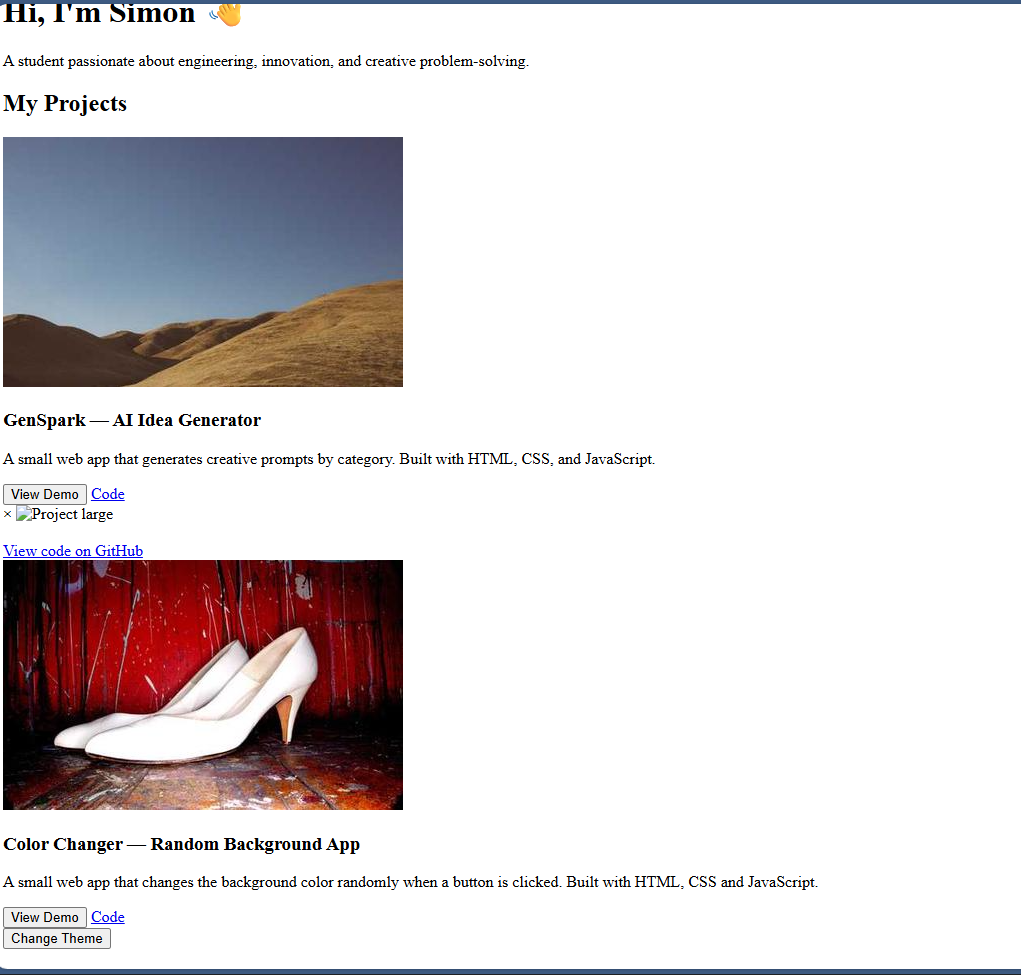 Hi, I'm Simon 👋
A student passionate about engineering, innovation, and creative problem-solving.
My Projects
GenSpark — AI Idea Generator
A small web app that generates creative prompts by category. Built with HTML, CSS, and JavaScript.
View Demo Code
× Project large
View code on GitHub
Color Changer — Random Background App
A small web app that changes the background color randomly when a button is clicked. Built with HTML, CSS and JavaScript.
View Demo Code
Change Theme